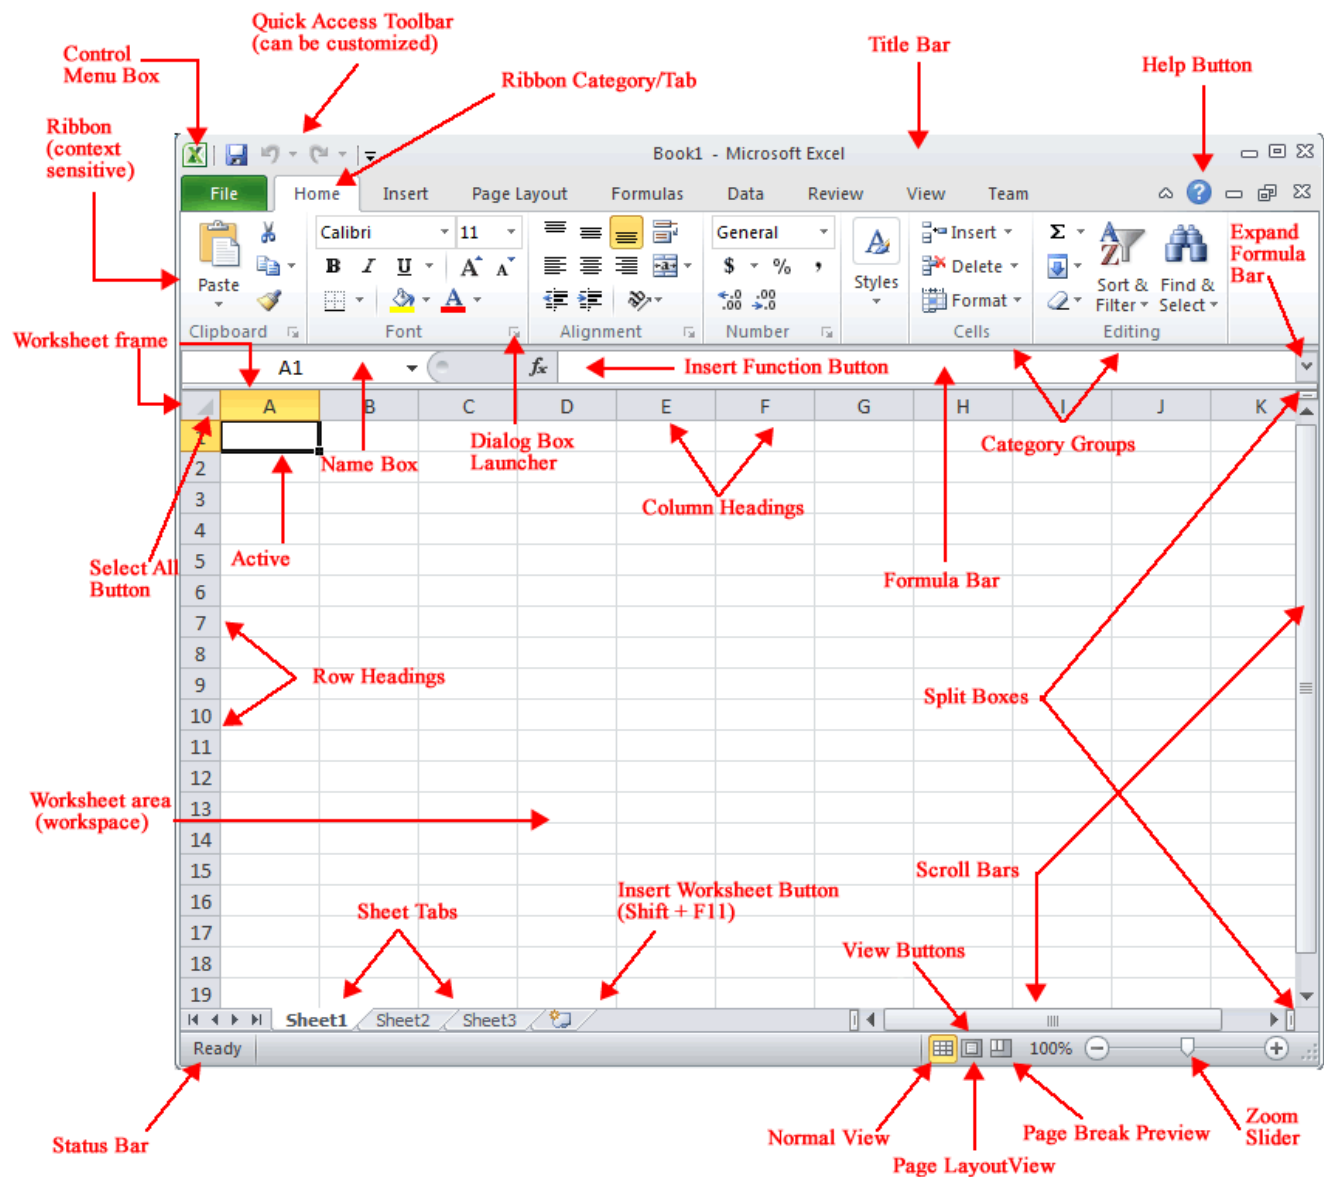 Quick Access Toolbar
(can be customized)
Control
Menu Box
Title Bar
Help Button
Ribbon Category/Tab
Ribbon
(context
sensitive)
Book1 - Microsoft Excel
File Home Insert Page Layout Formulas Data Review View Team
Calibri 11 General Insert Σ
B I U A A $ % , Delete
Paste Styles Sort & Find &
A .0 .00 .00 .0 Format Filter Select
Clipboard Font Alignment Number Cells Editing
Expand
Formula
Bar
Worksheet frame
A1 fx Insert Function Button
A B C D E F G H I J K
1
2
3
4
5
6
7
8
9
10
11
12
13
14
15
16
17
18
19
Name Box
Dialog Box
Launcher
Category Groups
Column Headings
Active
Select All
Button
Formula Bar
Row Headings
Split Boxes
Worksheet area
(workspace)
Scroll Bars
Insert Worksheet Button
(Shift + F11)
Sheet Tabs
View Buttons
Sheet1 Sheet2 Sheet3
Ready 100%
Status Bar
Normal View
Page LayoutView
Page Break Preview
Zoom
Slider